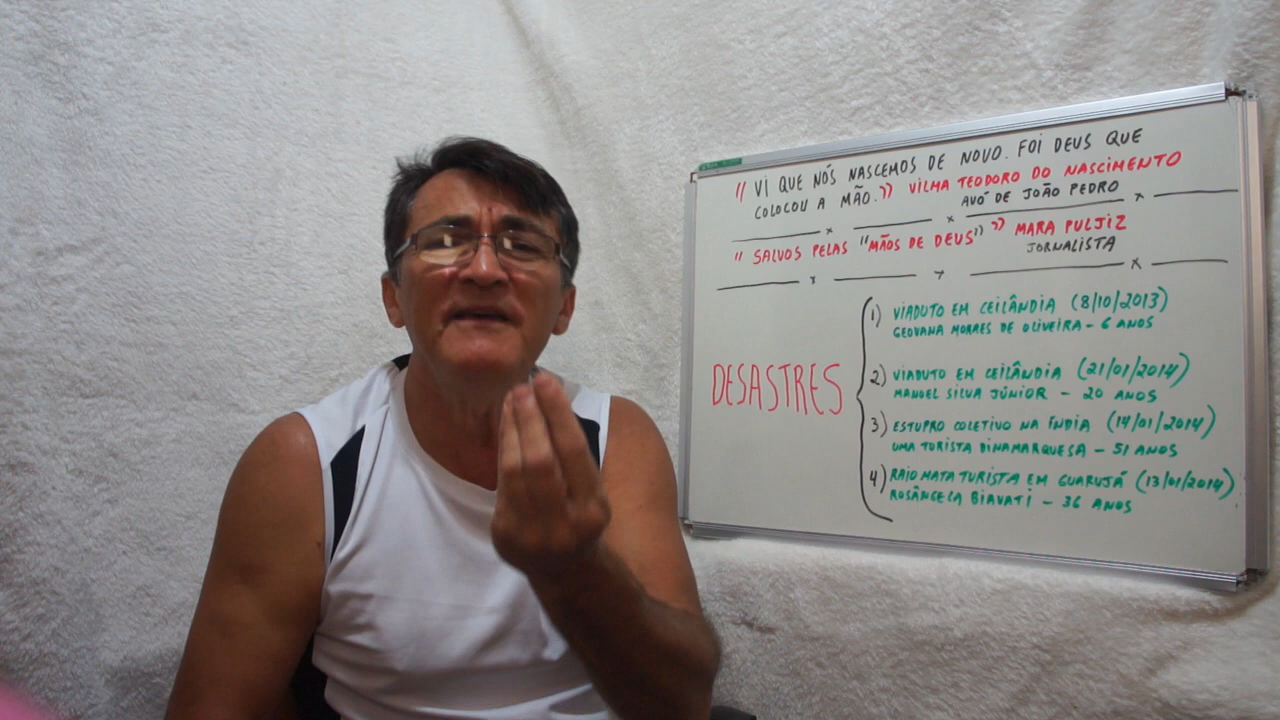 " VI QUE NÓS NASCEMOS DE NOVO. FOI DEUS QUE
COLOCOU A MÃO." VILMA TEODORO DO NASCIMENTO
AVÓ DE JOÃO PEDRO
" SALVOS PELAS "MÃOS DE DEUS" " MARA PULJIZ
JORNALISTA
DESASTRES
1) VIADUTO EM CEILÂNDIA (8/10/2013)
GEOVANA MORAES DE OLIVEIRA - 6 ANOS
2) VIADUTO EM CEILÂNDIA (21/01/2014)
MANOEL SILVA JÚNIOR - 20 ANOS
3) ESTUPRO COLETIVO NA ÍNDIA (14/01/2014)
UMA TURISTA DINAMARQUESA - 51 ANOS
4) RAIO MATA TURISTA EM GUARUJÁ (13/01/2014)
ROSÂNGELA BIAVATI - 36 ANOS